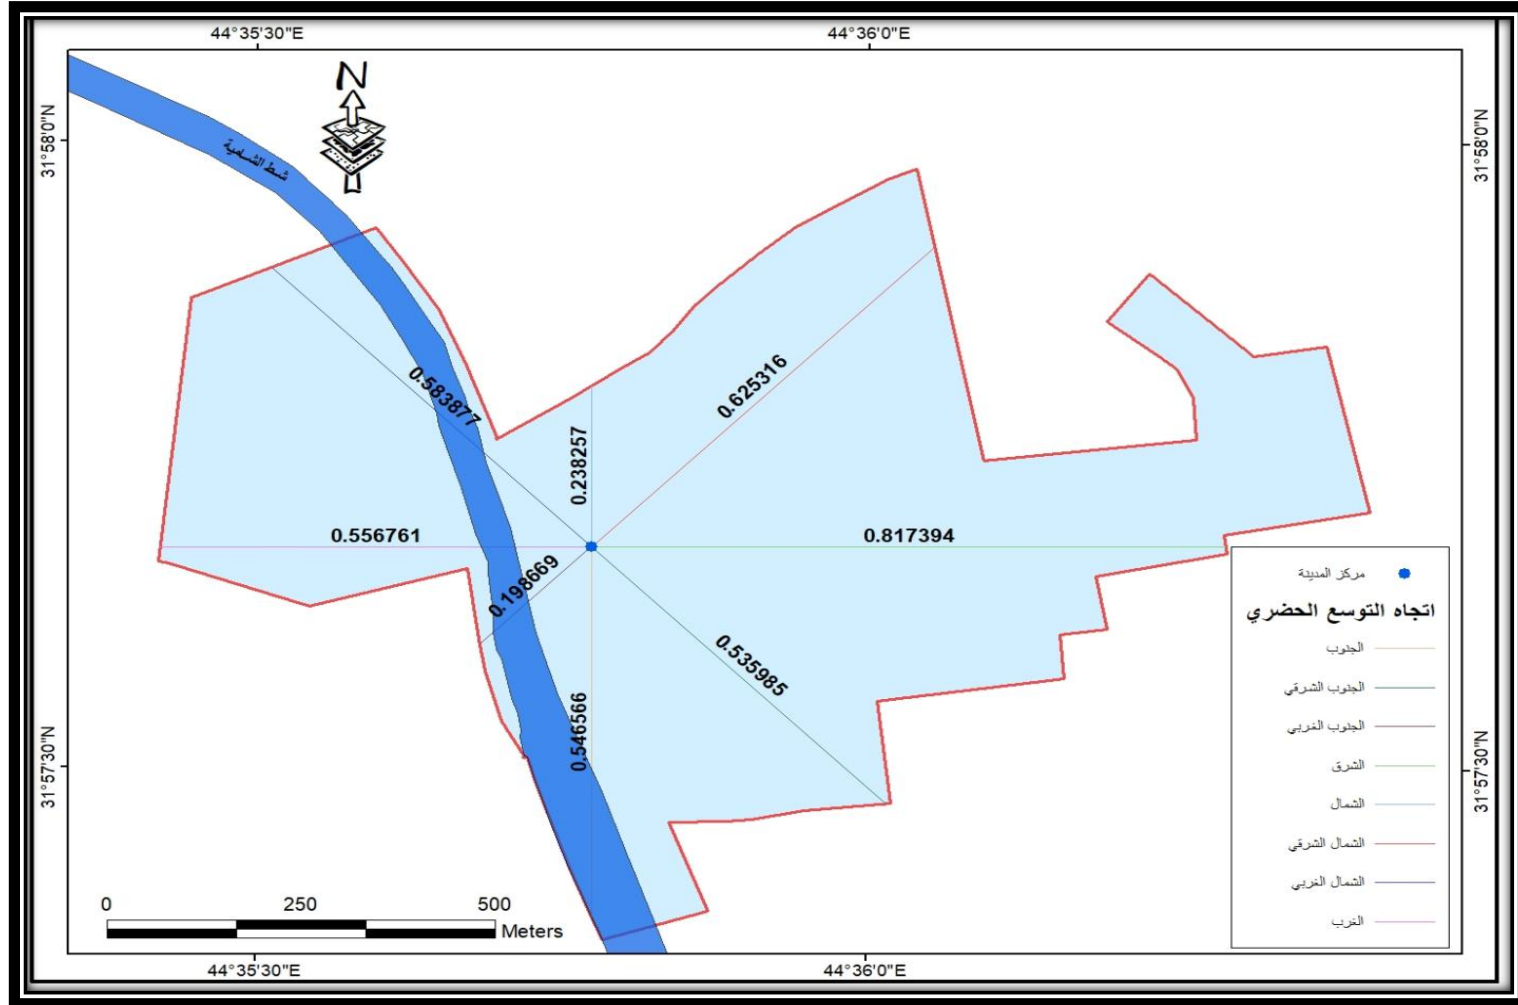 44°35'30"E
44°36'0"E
N
31°58'0"N
31°58'0"N
شط الشامية
0.583877
0.625316
0.238257
0.556761
0.817394
0.198669
0.535985
0.546566
31°57'30"N
31°57'30"N
مركز المدينة
اتجاه التوسع الحضري
الجنوب
الجنوب الشرقي
الجنوب الغربي
الشرق
الشمال
الشمال الشرقي
الشمال الغربي
الغرب
0 250 500
Meters
44°35'30"E
44°36'0"E